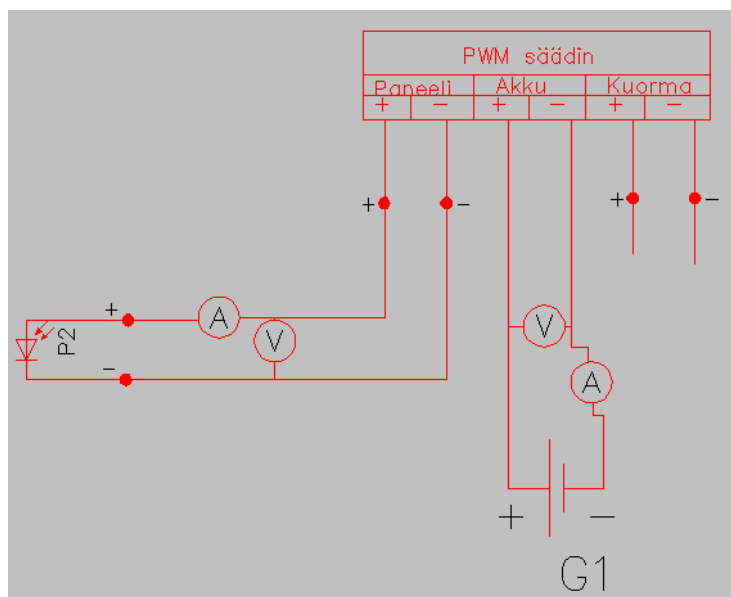 PWM säädin
Paneeli Akku Kuorma
+ − + − + −
+ − + −
+ A V
P2 V
− A
+ −
G1